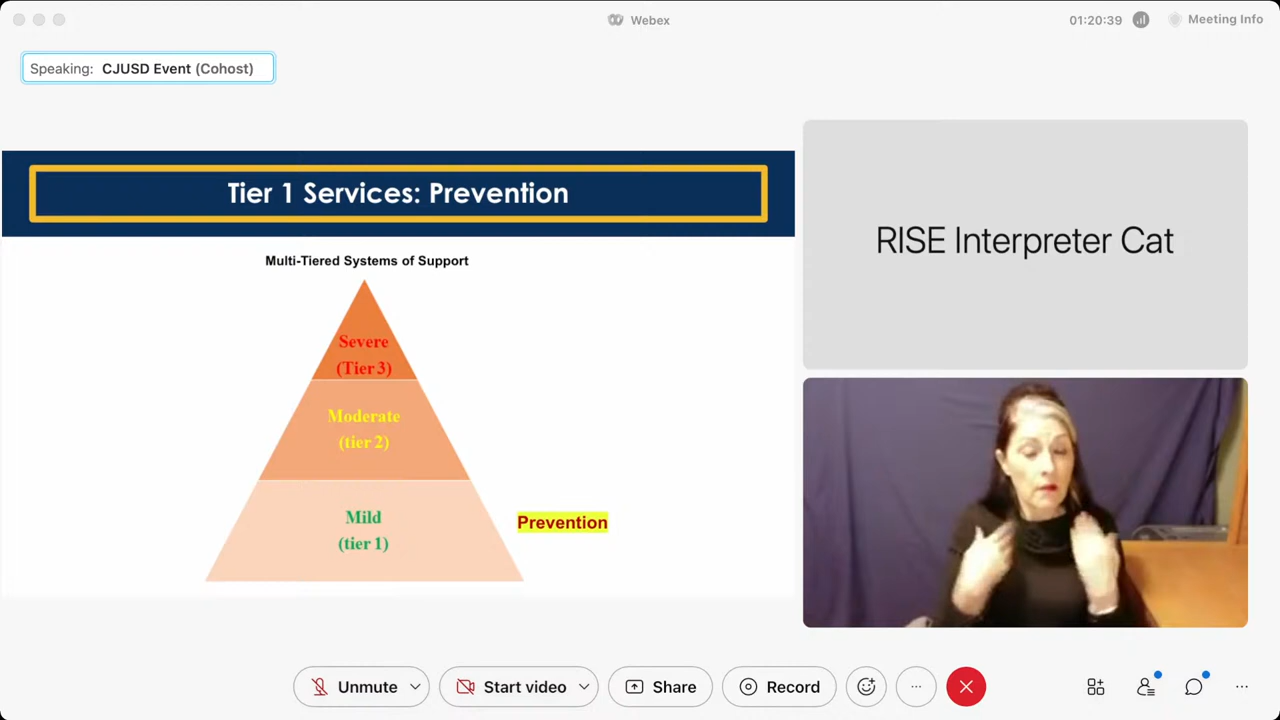 Webex
01:20:39
Meeting Info
Speaking: CJUSD Event (Cohost)
Tier 1 Services: Prevention
Multi-Tiered Systems of Support
Severe
(Tier 3)
Moderate
(tier 2)
Mild
(tier 1)
Prevention
RISE Interpreter Cat
Unmute
Start video
Share
Record